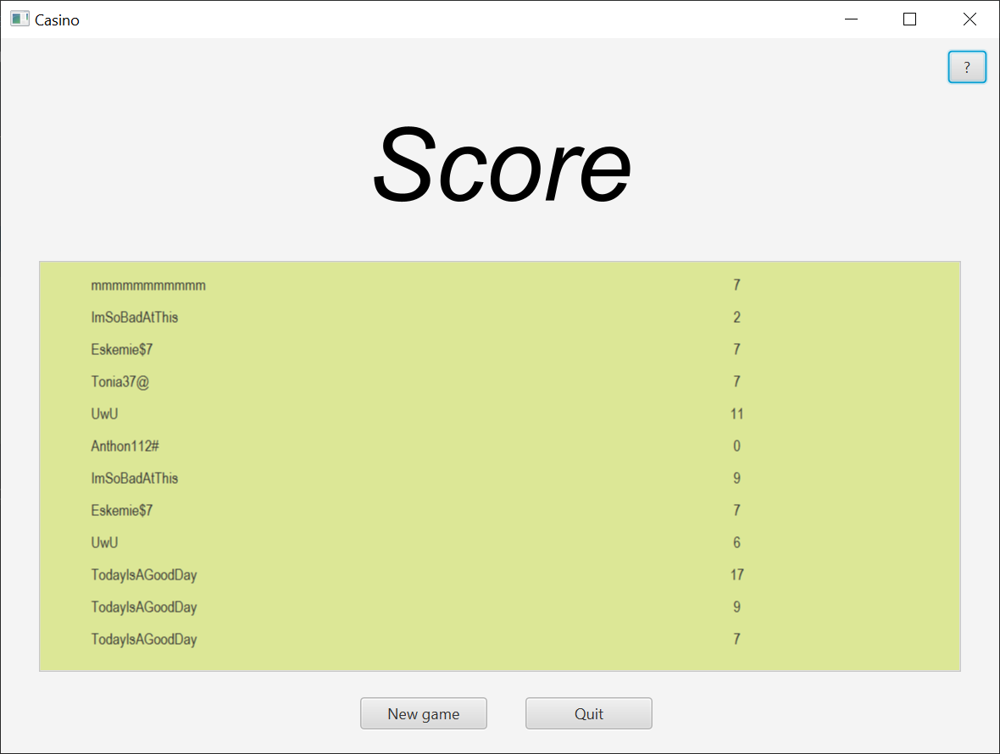 Casino
?
Score
mmmmmmmmmmm 7
ImSoBadAtThis 2
Eskemie$7 7
Tonia37@ 7
UwU 11
Anthon112# 0
ImSoBadAtThis 9
Eskemie$7 7
UwU 6
TodayIsAGoodDay 17
TodayIsAGoodDay 9
TodayIsAGoodDay 7
New game Quit